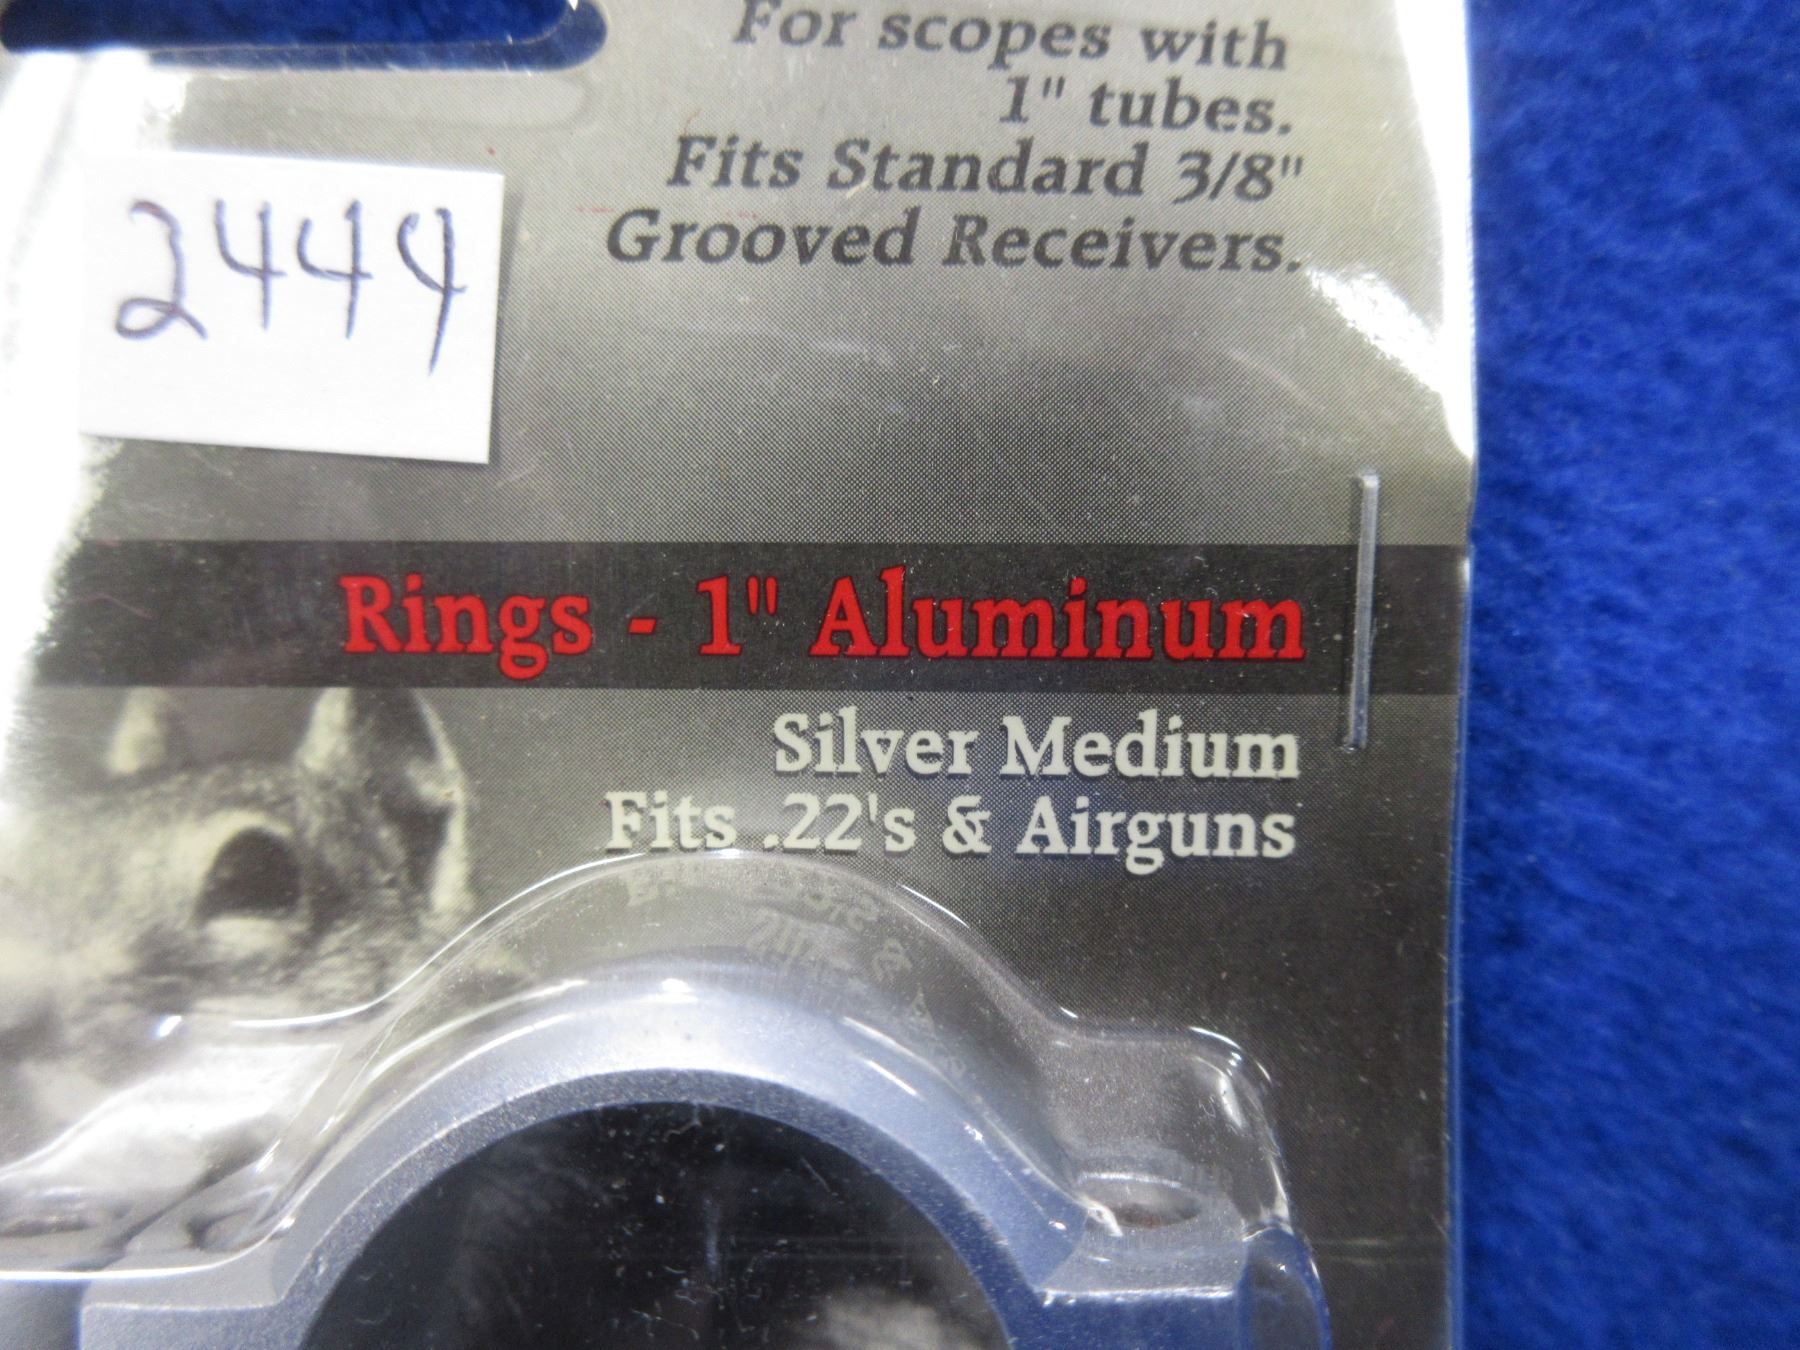 For scopes with
1" tubes.
Fits Standard 3/8"
Grooved Receivers.
2444
Rings - 1" Aluminum
Silver Medium
Fits .22's & Airguns